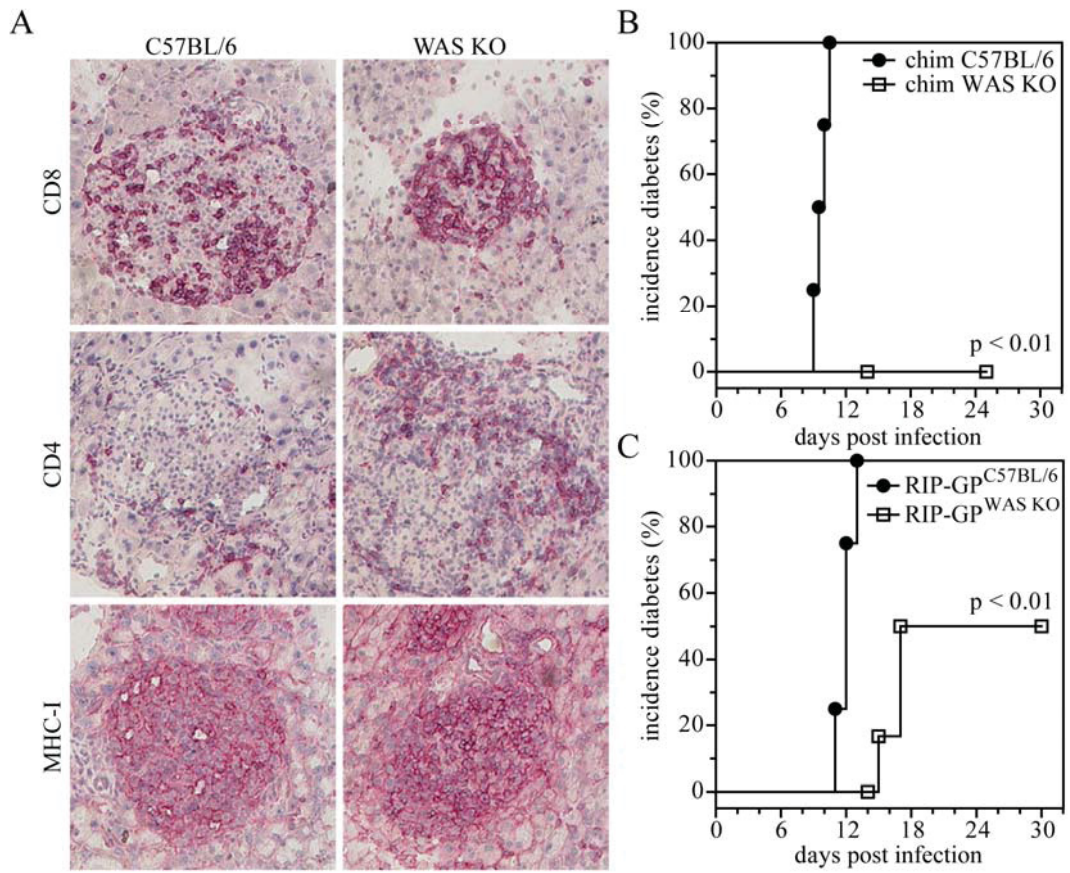 A
C57BL/6
WAS KO
CD8
CD4
MHC-I
B
100
80
60
40
20
0
incidence diabetes (%)
chim C57BL/6
chim WAS KO
p < 0.01
0
6
12
18
24
30
days post infection
C
100
80
60
40
20
0
incidence diabetes (%)
RIP-GP C57BL/6
RIP-GP WAS KO
p < 0.01
0
6
12
18
24
30
days post infection